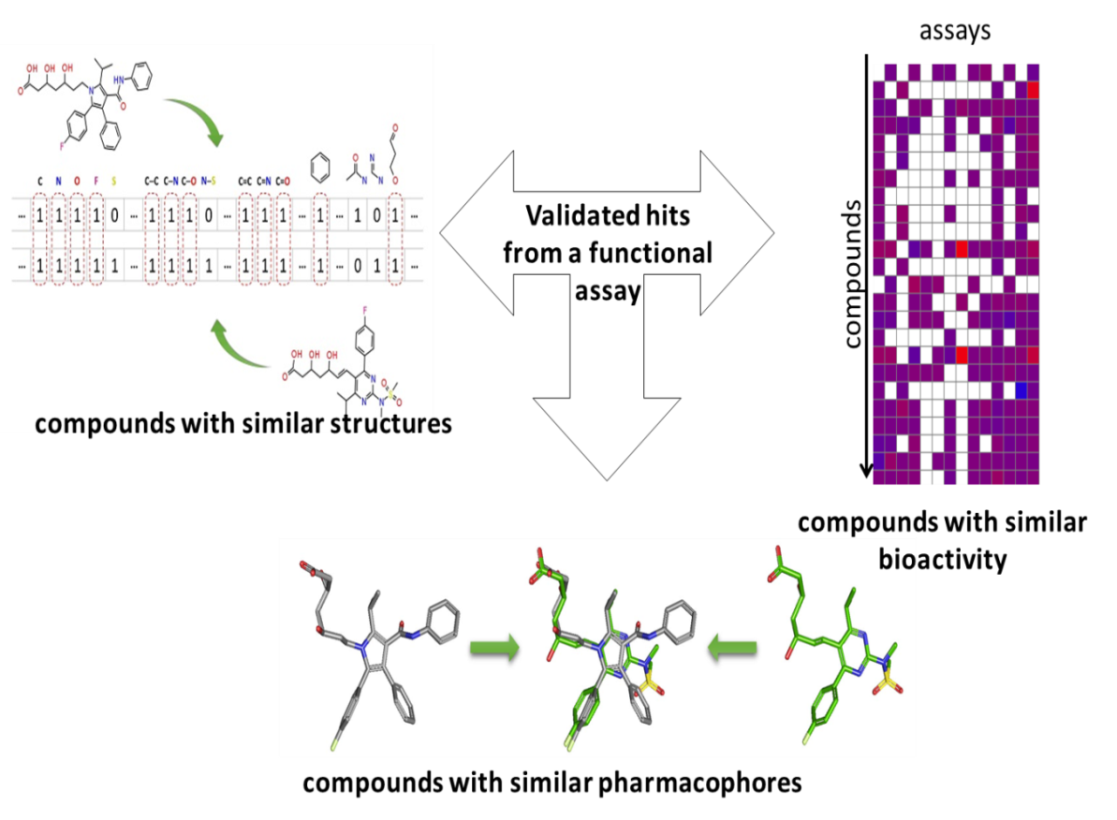 assays
OH OH OH
O
HN
N
O
F
C N O F S ... C-C C-N C-O N-S C=C C=N C=O
O
O N N N O
... 1 1 1 1 0 ... 1 1 1 0 ... 1 1 1 ... 1 ... 1 0 1 ...
... 1 1 1 1 1 ... 1 1 1 1 ... 1 1 1 ... 1 ... 0 1 1 ...
Validated hits
from a functional
assay
compounds
F
OH OH OH
O
N
N N
O S O
compounds with similar structures
compounds with similar
bioactivity
compounds with similar pharmacophores